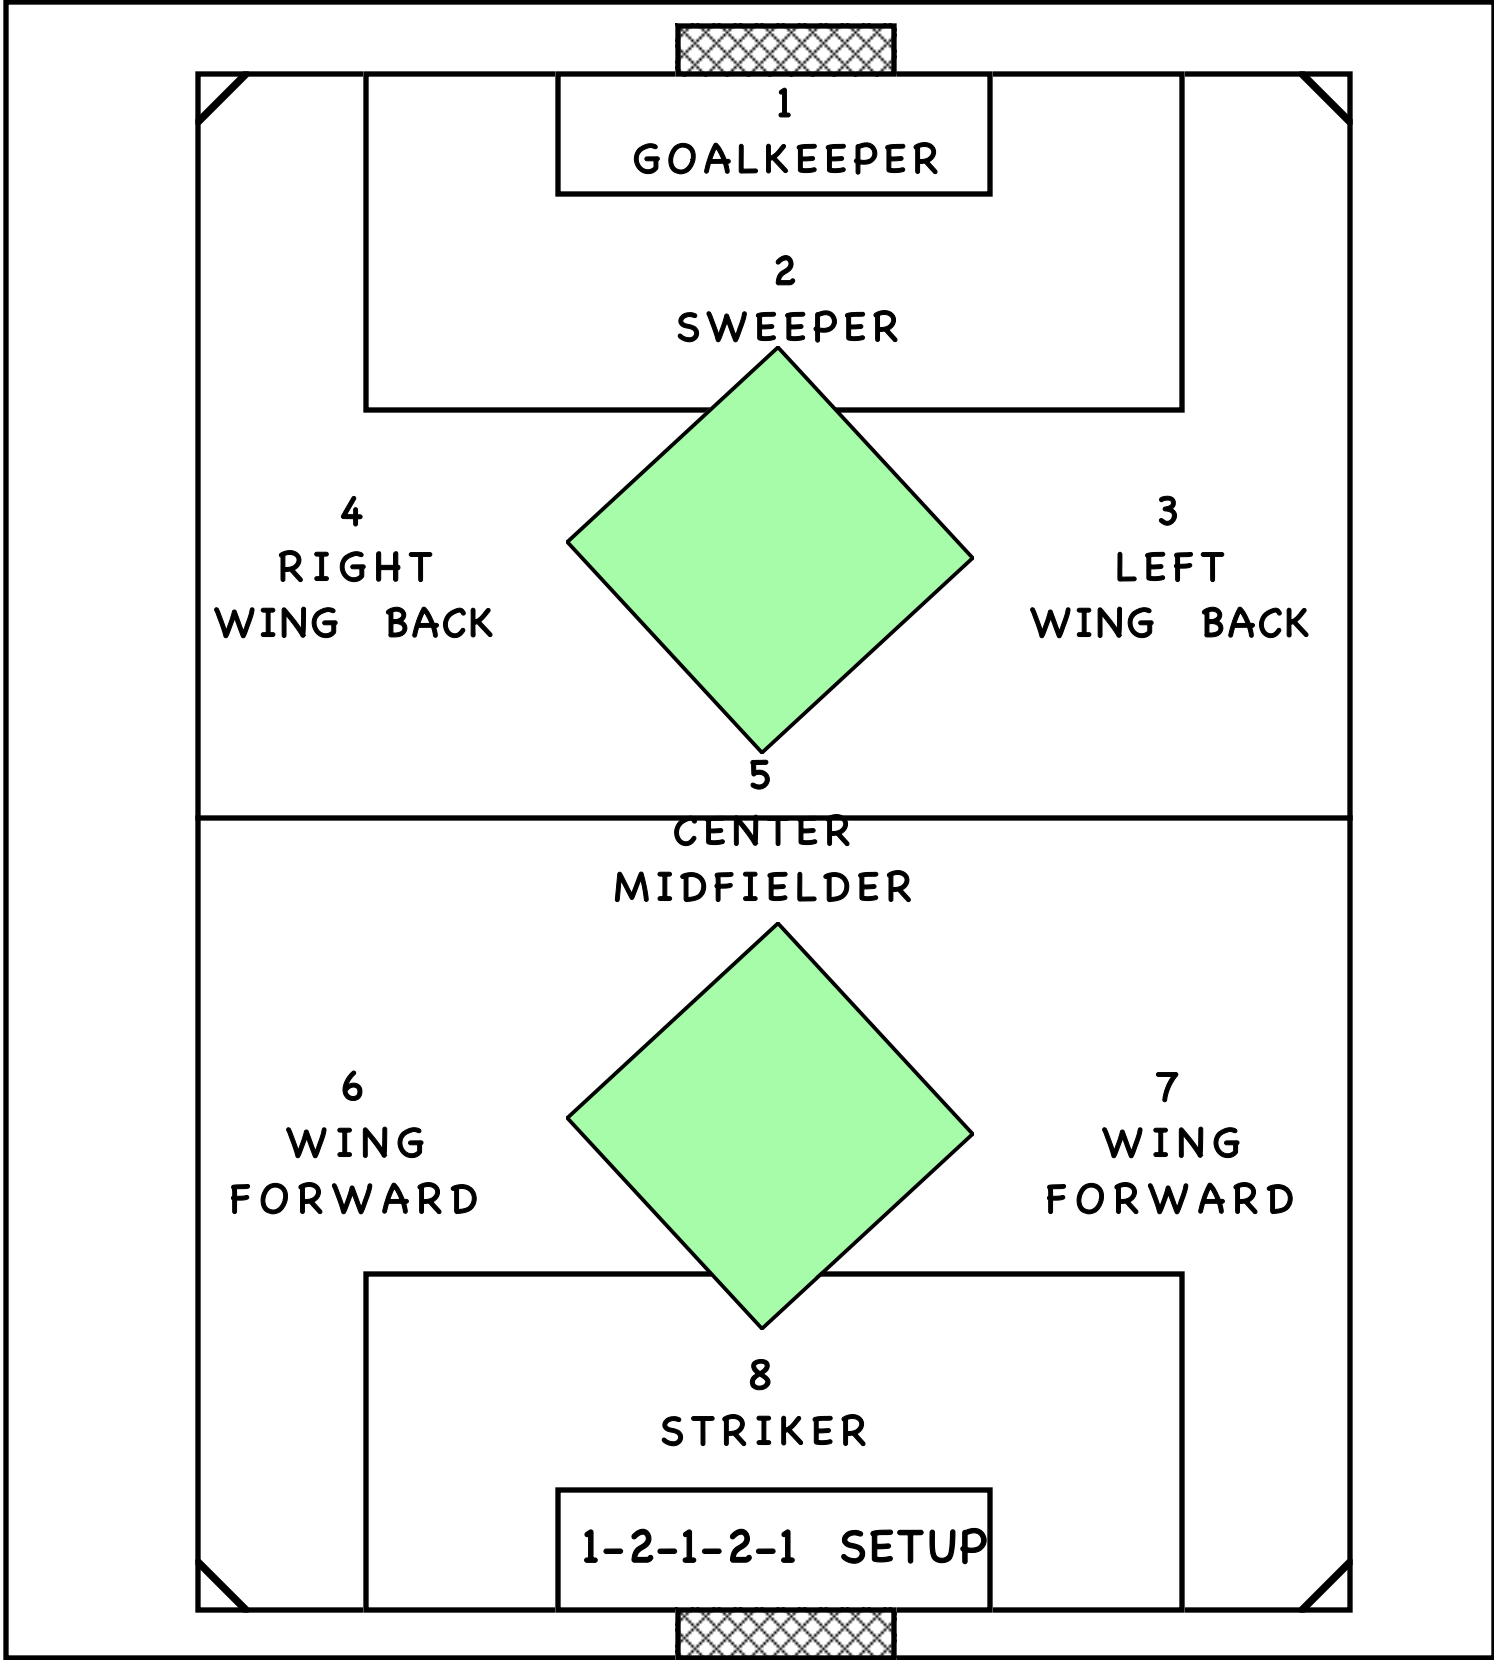 1
GOALKEEPER
2
SWEEPER
4
RIGHT
WING BACK
3
LEFT
WING BACK
5
CENTER
MIDFIELDER
6
WING
FORWARD
7
WING
FORWARD
8
STRIKER
1-2-1-2-1 SETUP